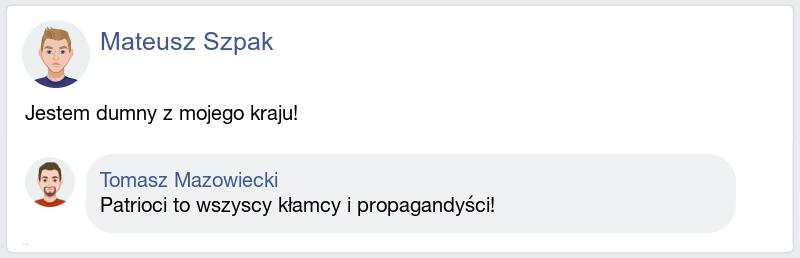 Mateusz Szpak
Jestem dumny z mojego kraju!
Tomasz Mazowiecki
Patrioci to wszyscy kłamcy i propagandyści!